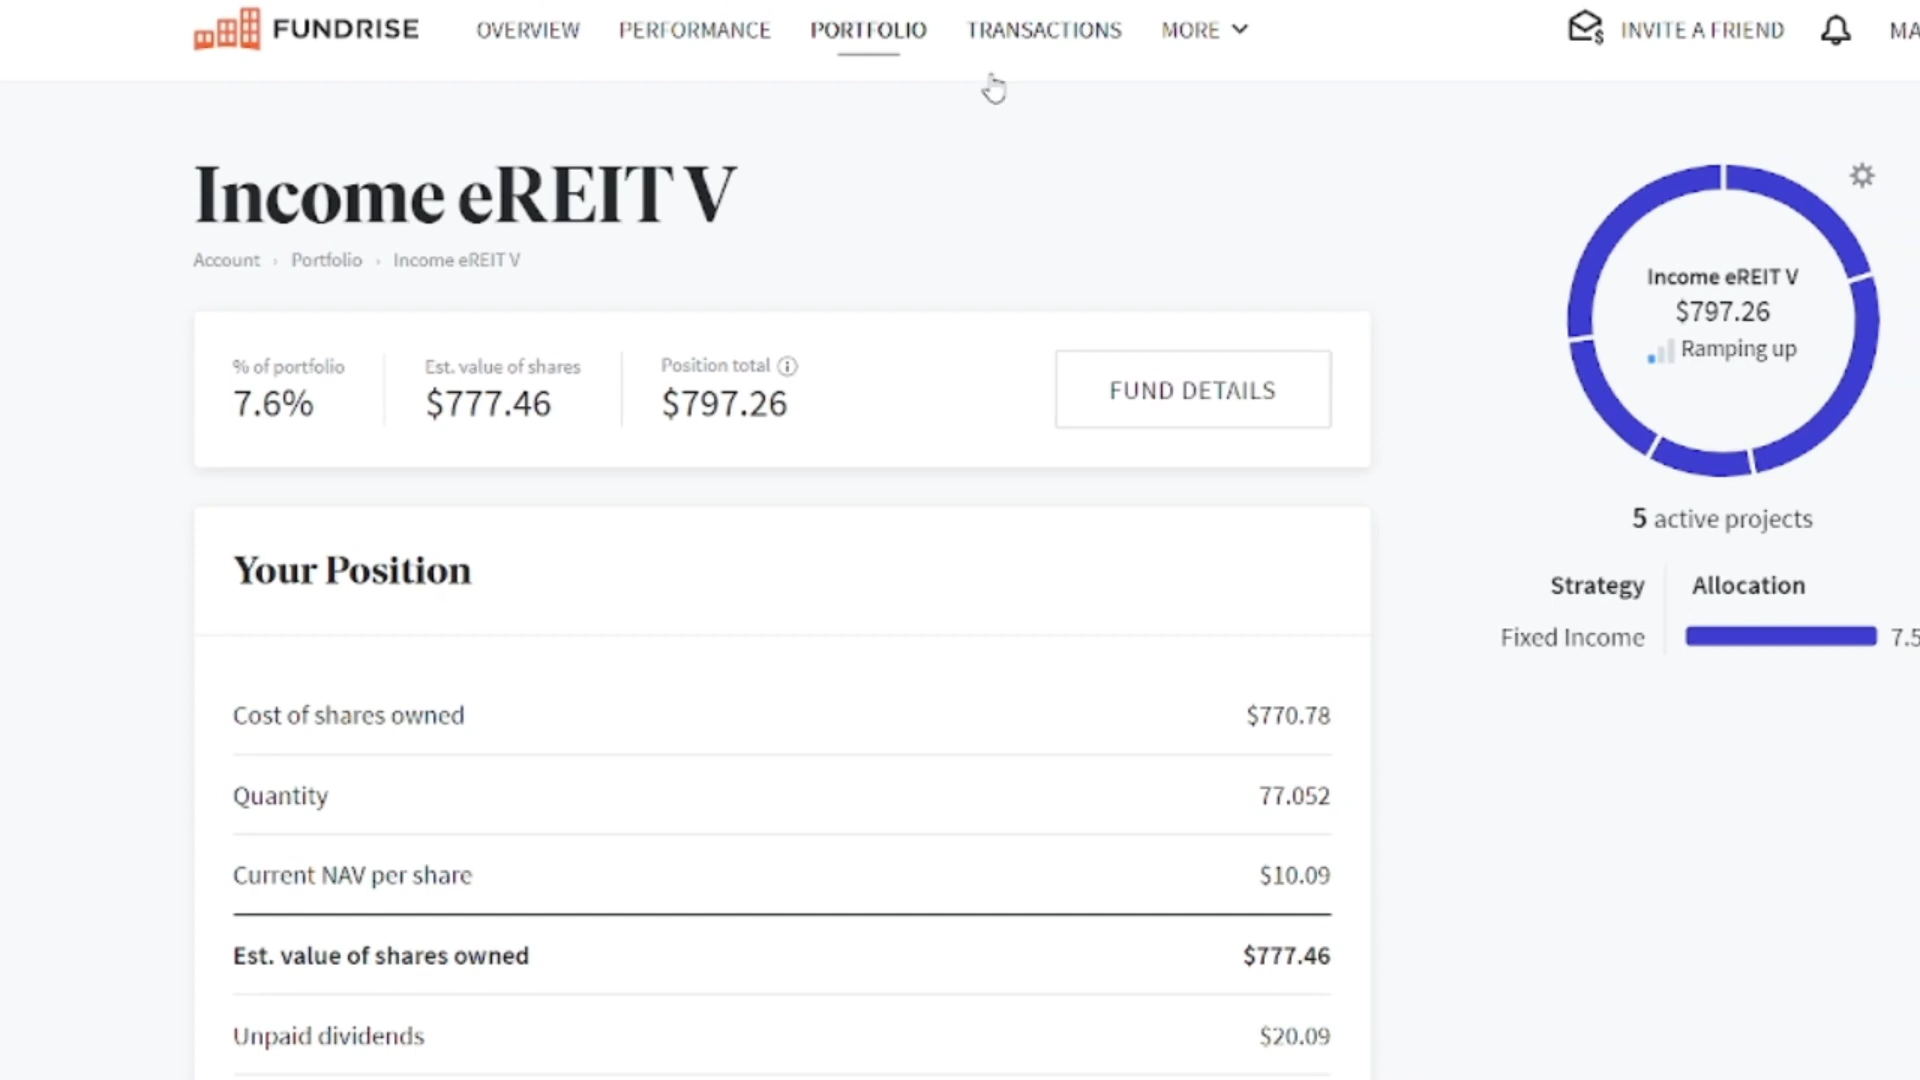 FUNDRISE OVERVIEW PERFORMANCE PORTFOLIO TRANSACTIONS MORE INVITE A FRIEND MA
Income eREIT V
Account › Portfolio › Income eREIT V
% of portfolio
7.6%
Est. value of shares
$777.46
Position total
$797.26
FUND DETAILS
Your Position
Cost of shares owned $770.78
Quantity 77.052
Current NAV per share $10.09
Est. value of shares owned $777.46
Unpaid dividends $20.09
Income eREIT V
$797.26
Ramping up
5 active projects
Strategy Allocation
Fixed Income 7.5